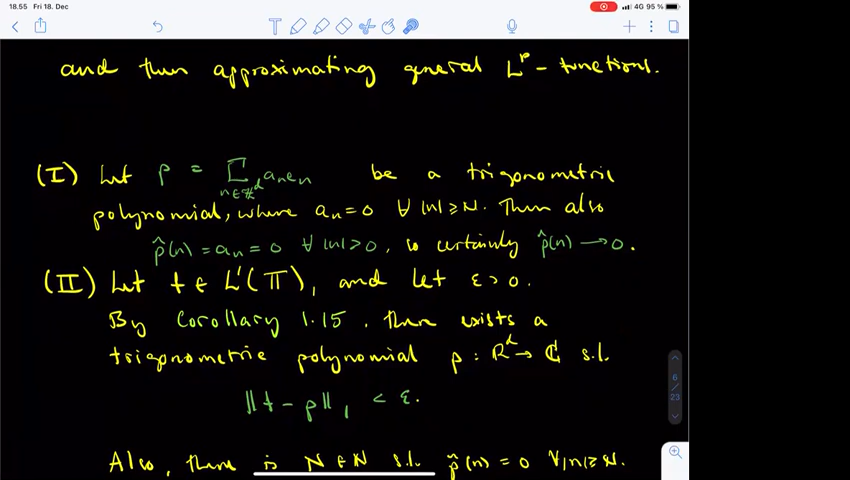 18.55 Fri 18. Dec
4G 95 %
and then approximating general L^p - functions.
(I) Let p = Σ_{n∈ℤ^d} a_n e_n be a trigonometric
polynomial, where a_n = 0 ∀ |n| ≥ N. Then also
p̂(n) = a_n = 0 ∀ |n| > 0, so certainly p̂(n) → 0.
(II) Let f ∈ L^1(𝕋), and let ε > 0.
By Corollary 1.15, there exists a
trigonometric polynomial p : ℝ^d → ℂ s.t.
‖f - p‖_1 < ε.
Also, there is N ∈ ℕ s.t. p̂(n) = 0 ∀|n| ≥ N.
6
/
23